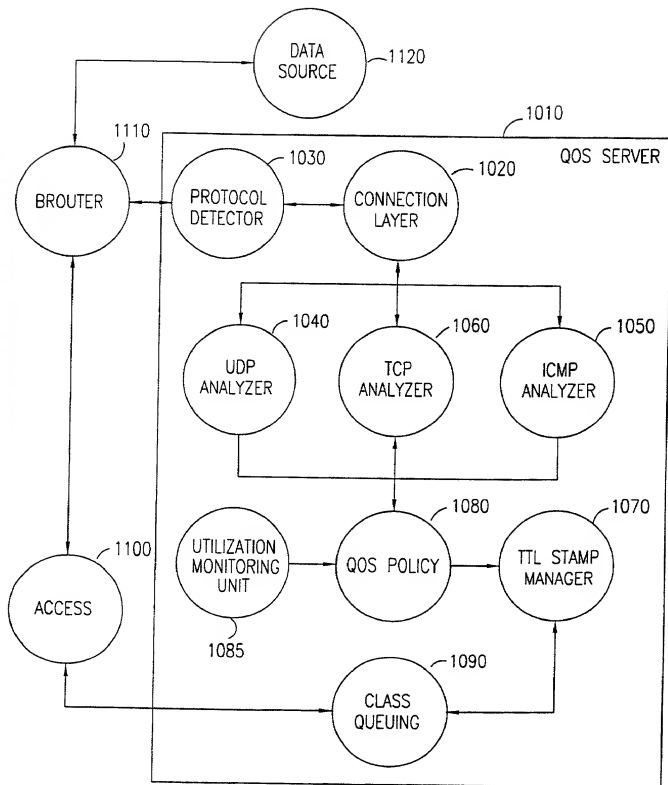 DATA
SOURCE
1120
1010
QOS SERVER
1110
BROUTER
1030
PROTOCOL
DETECTOR
1020
CONNECTION
LAYER
1040
UDP
ANALYZER
1060
TCP
ANALYZER
1050
ICMP
ANALYZER
1100
ACCESS
UTILIZATION
MONITORING
UNIT
1085
1080
QOS POLICY
1070
TTL STAMP
MANAGER
1090
CLASS
QUEUING